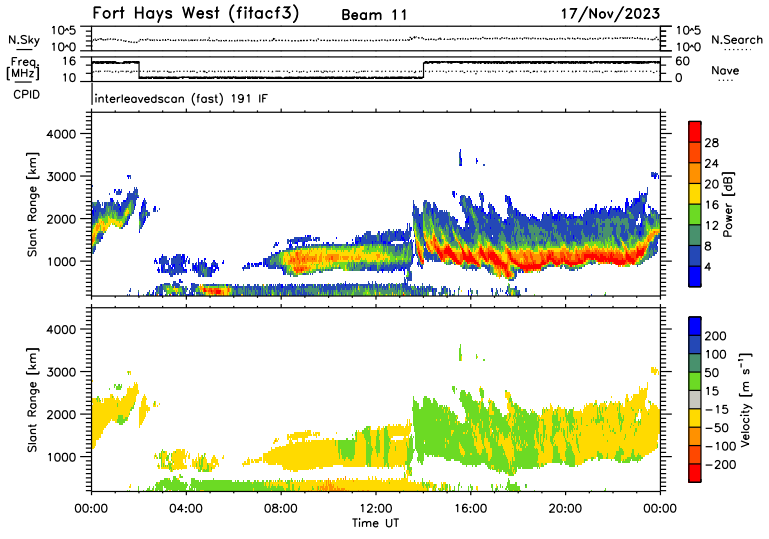 Fort Hays West (fitacf3) Beam 11 17/Nov/2023
N.Sky 10^5 10^0 10^5 10^0 N.Search
Freq. [MHz] 16 10 60 0 Nave
CPID interleavedscan (fast) 191 IF
Slant Range [km]
4000
3000
2000
1000
28
24
20
16
12
8
4
Power [dB]
Slant Range [km]
4000
3000
2000
1000
200
100
50
15
-15
-50
-100
-200
Velocity [m s⁻¹]
00:00 04:00 08:00 12:00 16:00 20:00 00:00
Time UT